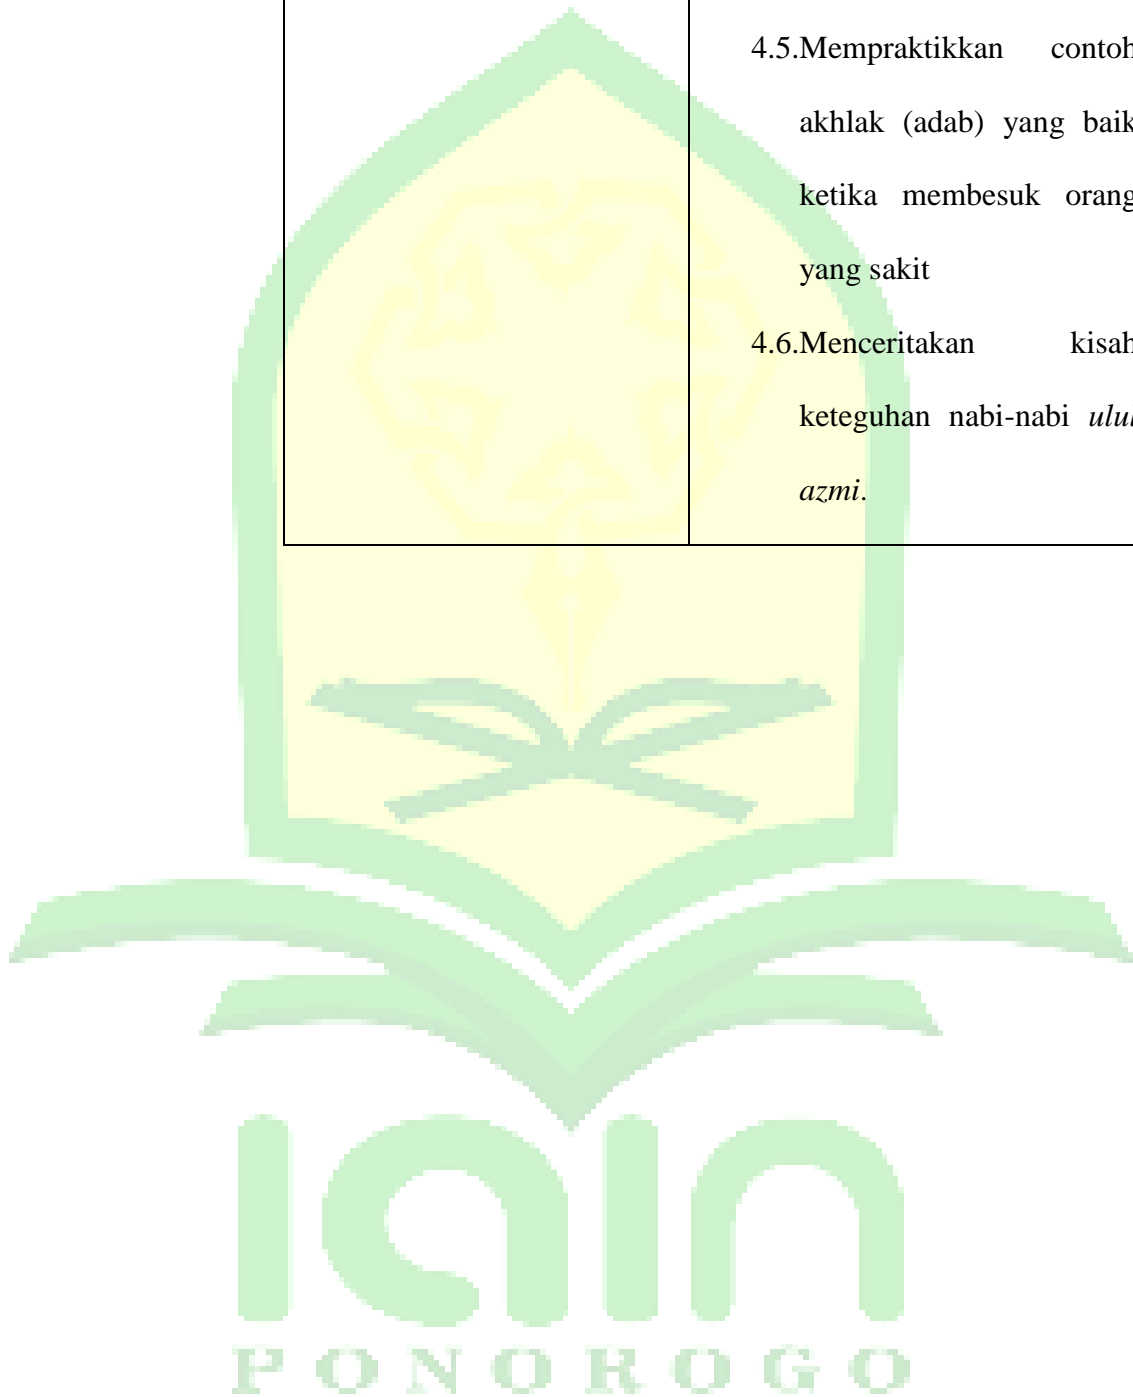 4.5.Mempraktikkan contoh
akhlak (adab) yang baik
ketika membesuk orang
yang sakit
4.6.Menceritakan kisah
keteguhan nabi-nabi ulul
azmi.
iain
PONOROGO